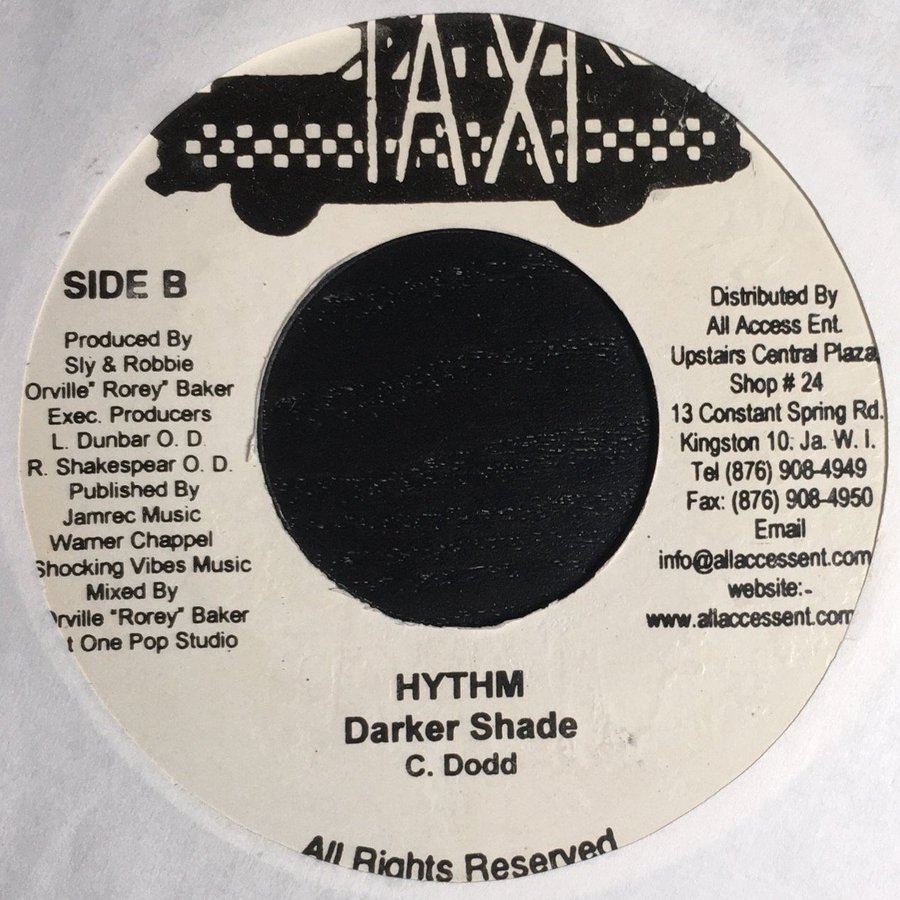 TAXI
SIDE B
Produced By
Sly & Robbie
Orville" Rorey" Baker
Exec. Producers
L. Dunbar O. D.
R. Shakespear O. D.
Published By
Jamrec Music
Warner Chappel
Shocking Vibes Music
Mixed By
rville "Rorey" Baker
t One Pop Studio
Distributed By
All Access Ent.
Upstairs Central Plaza,
Shop # 24
13 Constant Spring Rd.
Kingston 10. Ja. W. I.
Tel (876) 908-4949
Fax: (876) 908-4950
Email
info@allaccessent.com
website:-
www.allaccessent.com
HYTHM
Darker Shade
C. Dodd
All Rights Reserved